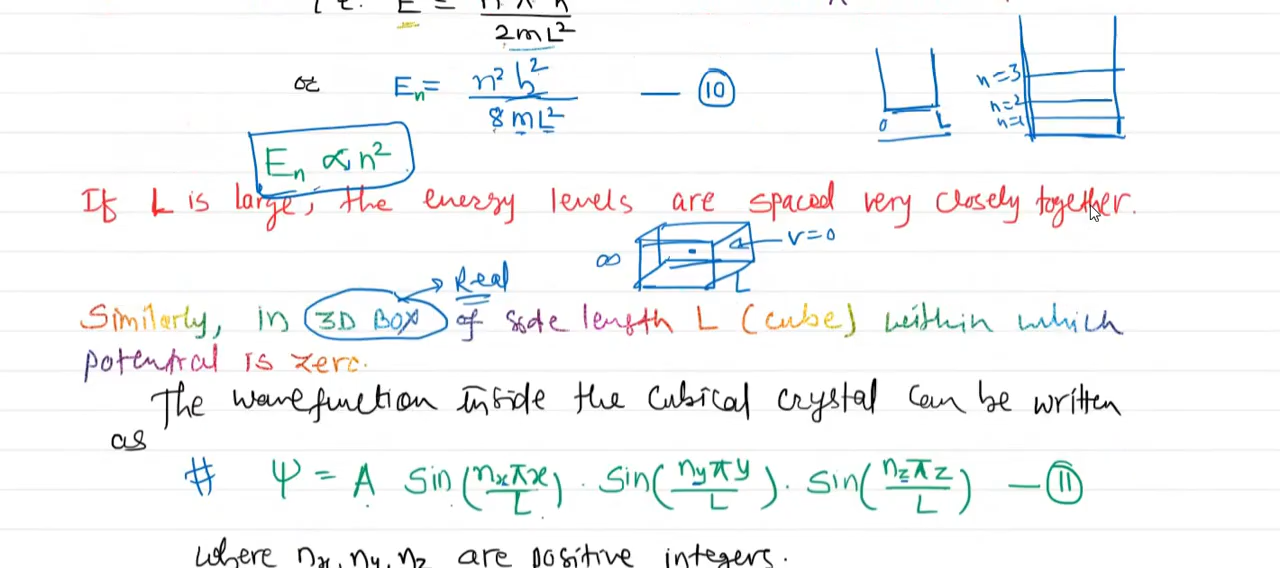 2mL²
or Eₙ = n²h² / 8mL² — (10)
0 L
n=3
n=2
n=1
Eₙ ∝ n²
If L is large, the energy levels are spaced very closely together.
∞ V=0
L
Real
Similarly, in 3D BOX of side length L (cube) within which
potential is zero.
The wavefunction inside the cubical crystal can be written
as
# Ψ = A Sin(nₓπx/L) · Sin(n_yπy/L) · Sin(n_zπz/L) — (11)
where nₓ, n_y, n_z are positive integers.